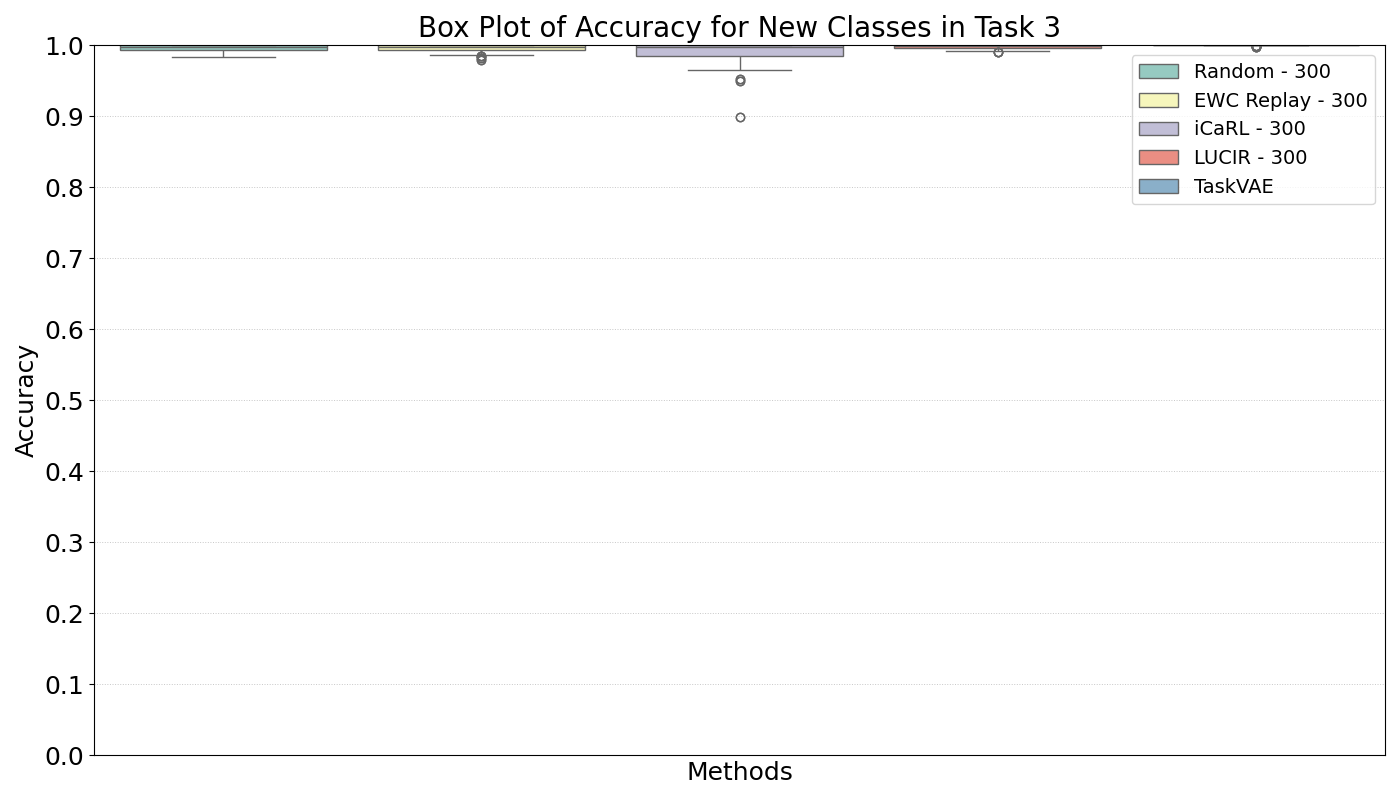 Box Plot of Accuracy for New Classes in Task 3
1.0
0.9
0.8
0.7
0.6
0.5
0.4
0.3
0.2
0.1
0.0
Accuracy
Methods
Random - 300
EWC Replay - 300
iCaRL - 300
LUCIR - 300
TaskVAE